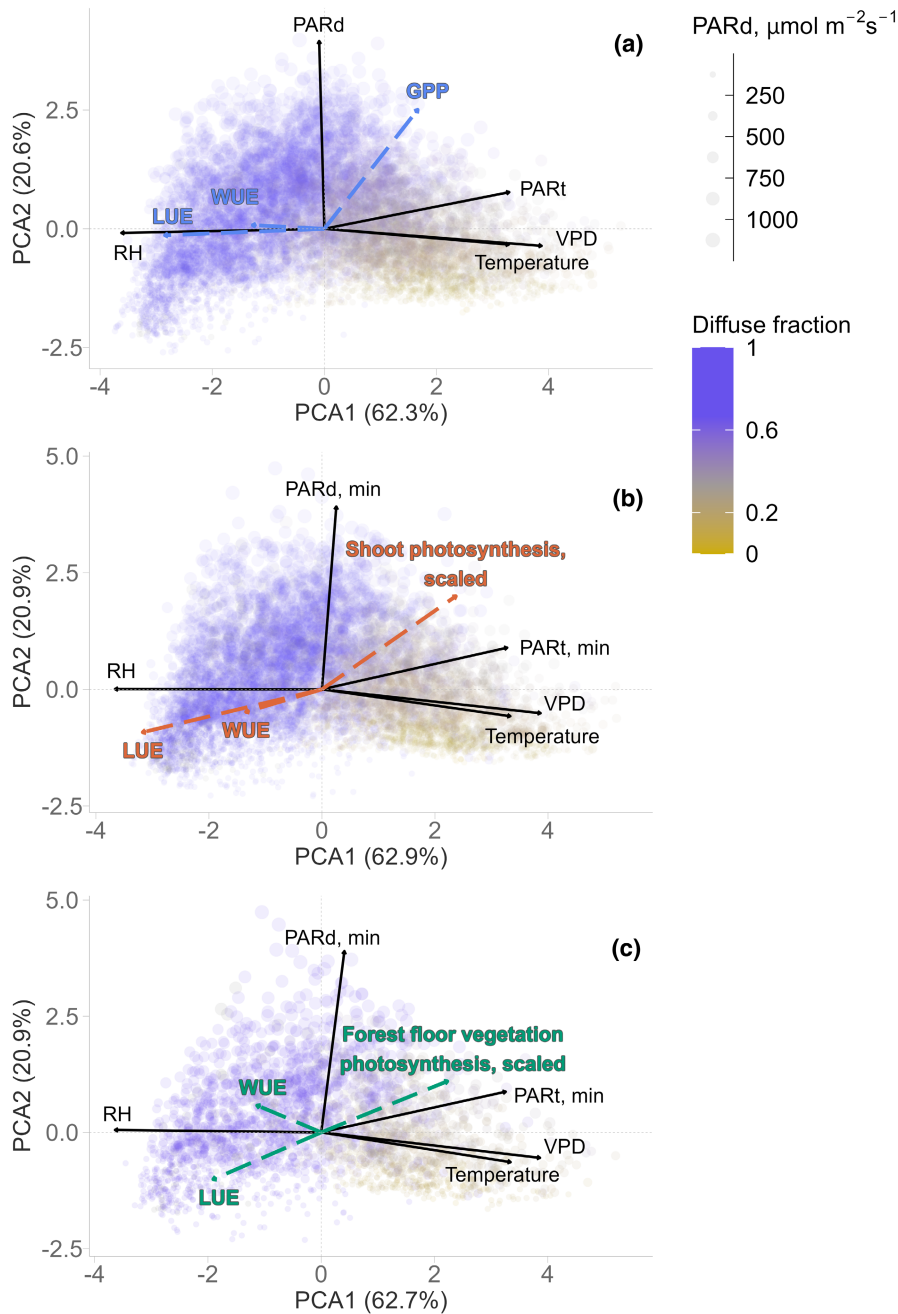 PARd
(a)
GPP
WUE
PARt
LUE
RH
VPD
Temperature
2.5
0.0
-2.5
PCA2 (20.6%)
-4 -2 0 2 4
PCA1 (62.3%)
PARd, μmol m−2s−1
250
500
750
1000
Diffuse fraction
1
0.6
0.2
0
5.0
PARd, min
(b)
Shoot photosynthesis,
scaled
2.5
PARt, min
RH
0.0
VPD
WUE
Temperature
LUE
-2.5
PCA2 (20.9%)
-4 -2 0 2 4
PCA1 (62.9%)
5.0
PARd, min
(c)
2.5
Forest floor vegetation
photosynthesis, scaled
WUE
PARt, min
RH
0.0
VPD
Temperature
LUE
-2.5
PCA2 (20.9%)
-4 -2 0 2 4
PCA1 (62.7%)